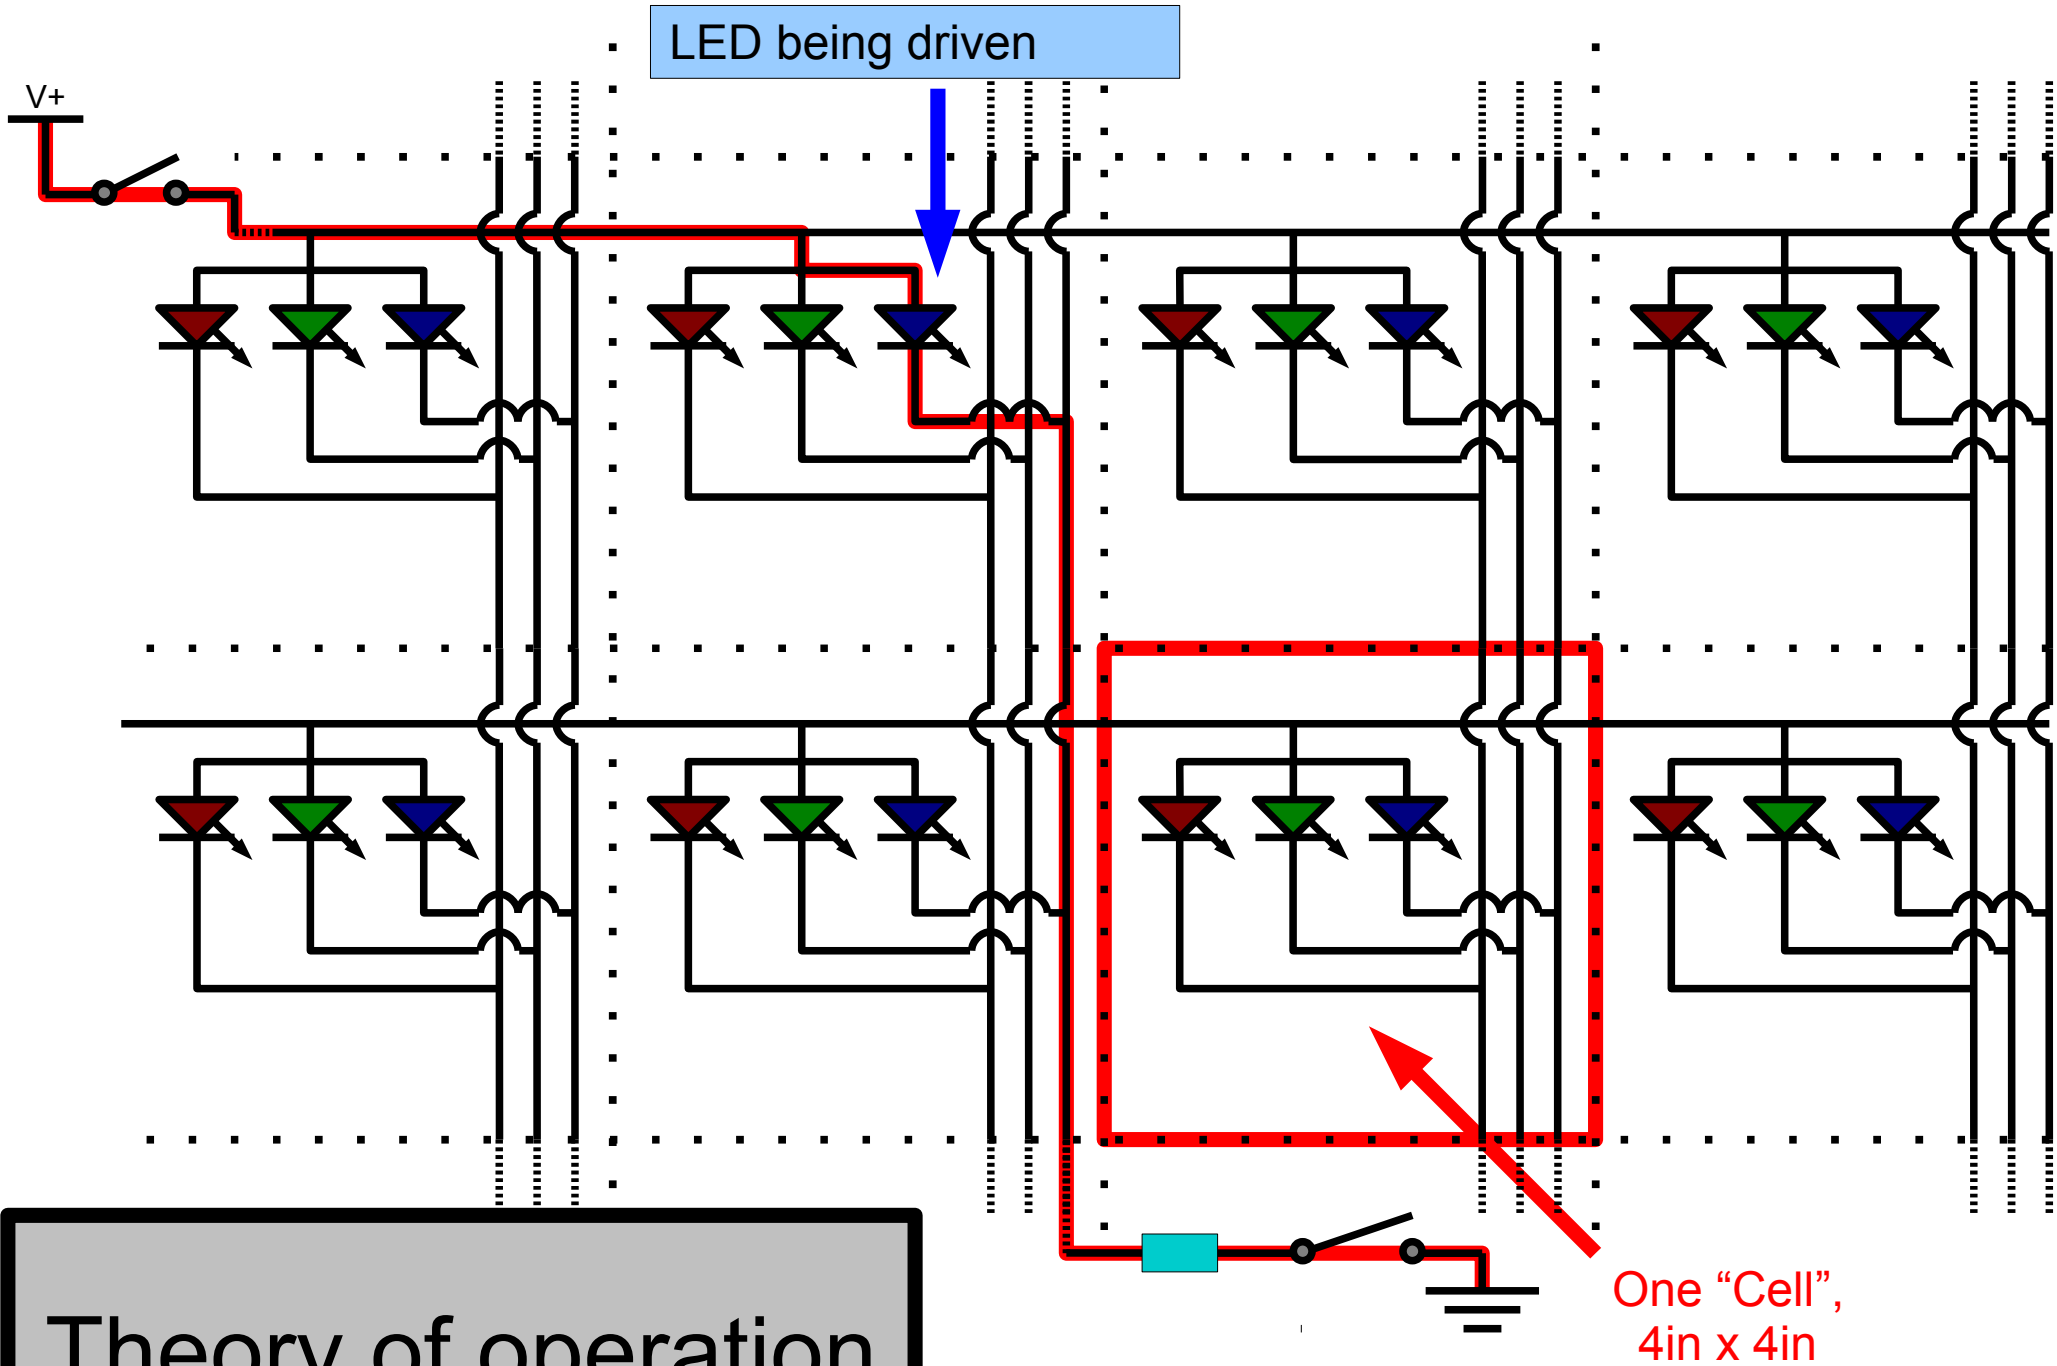 LED being driven
V+
One “Cell”,
4in x 4in
Theory of operation